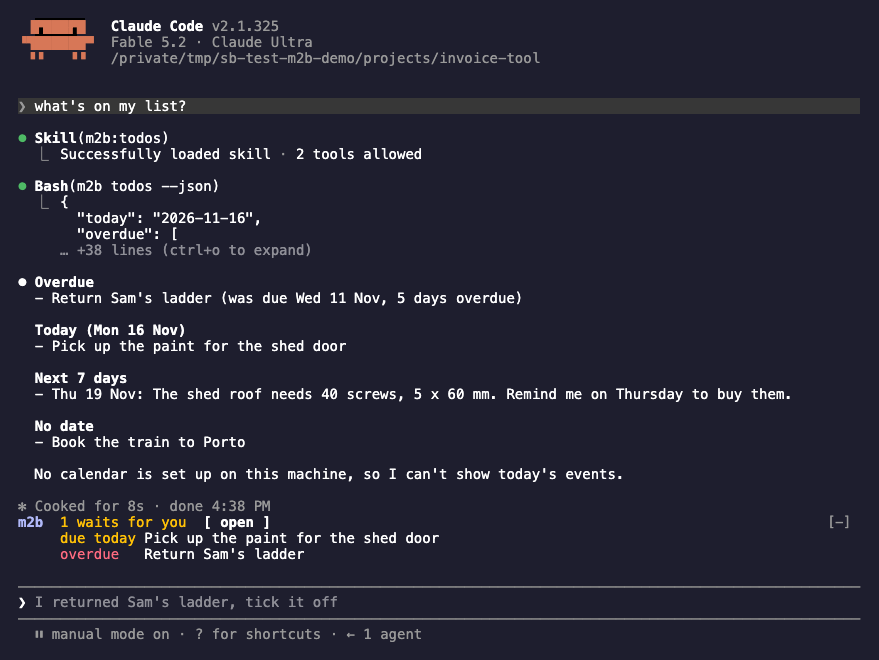 Claude Code v2.1.325
Fable 5.2 · Claude Ultra
/private/tmp/sb-test-m2b-demo/projects/invoice-tool
❯ what's on my list?
● Skill(m2b:todos)
⎿ Successfully loaded skill · 2 tools allowed
● Bash(m2b todos --json)
⎿ {
"today": "2026-11-16",
"overdue": [
… +38 lines (ctrl+o to expand)
● Overdue
- Return Sam's ladder (was due Wed 11 Nov, 5 days overdue)
Today (Mon 16 Nov)
- Pick up the paint for the shed door
Next 7 days
- Thu 19 Nov: The shed roof needs 40 screws, 5 x 60 mm. Remind me on Thursday to buy them.
No date
- Book the train to Porto
No calendar is set up on this machine, so I can't show today's events.
✻ Cooked for 8s · done 4:38 PM
m2b 1 waits for you [ open ] [-]
due today Pick up the paint for the shed door
overdue Return Sam's ladder
❯ I returned Sam's ladder, tick it off
⏸ manual mode on · ? for shortcuts · ← 1 agent